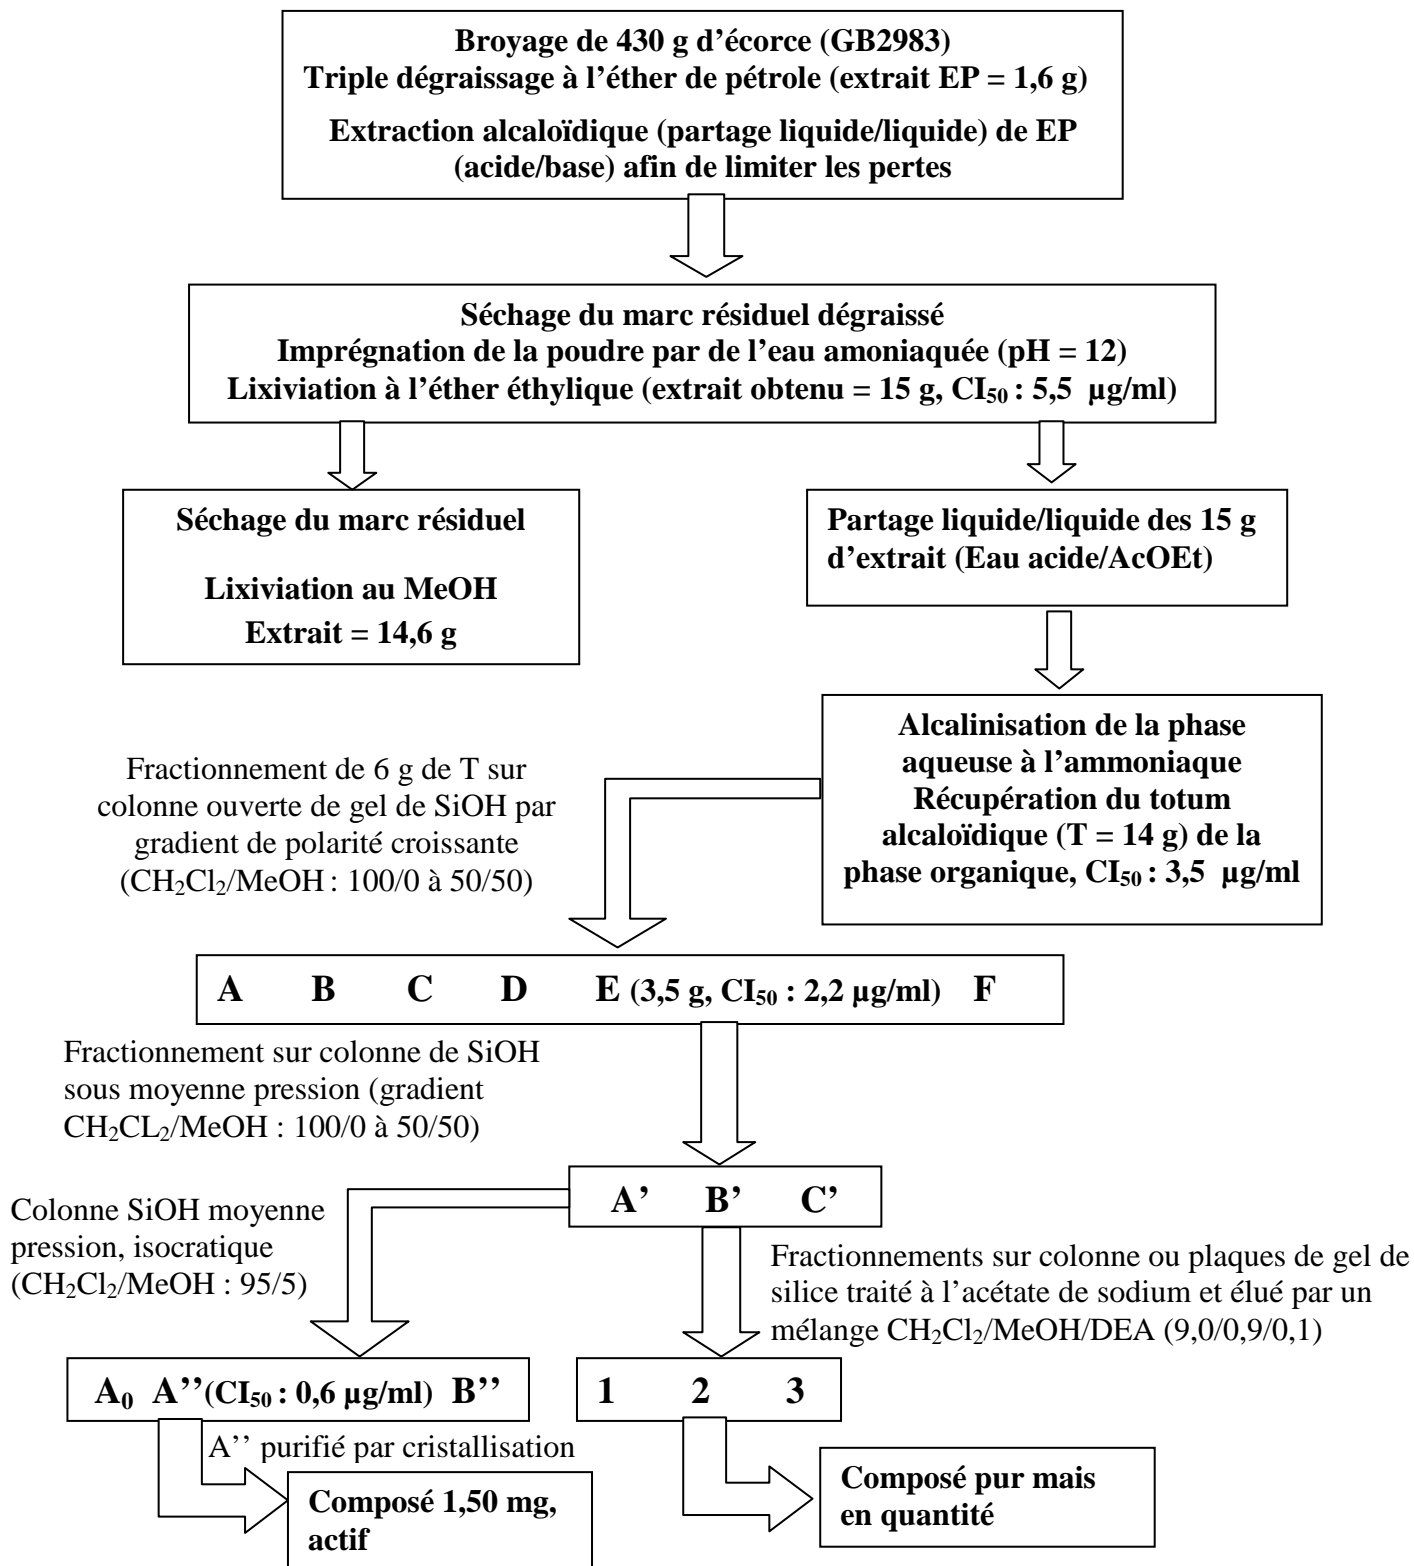 Broyage de 430 g d’écorce (GB2983)
Triple dégraissage à l’éther de pétrole (extrait EP = 1,6 g)
Extraction alcaloïdique (partage liquide/liquide) de EP
(acide/base) afin de limiter les pertes
Séchage du marc résiduel dégraissé
Imprégnation de la poudre par de l’eau amoniaquée (pH = 12)
Lixiviation à l’éther éthylique (extrait obtenu = 15 g, CI₅₀ : 5,5 µg/ml)
Séchage du marc résiduel
Lixiviation au MeOH
Extrait = 14,6 g
Partage liquide/liquide des 15 g
d’extrait (Eau acide/AcOEt)
Alcalinisation de la phase
aqueuse à l’ammoniaque
Récupération du totum
alcaloïdique (T = 14 g) de la
phase organique, CI₅₀ : 3,5 µg/ml
Fractionnement de 6 g de T sur
colonne ouverte de gel de SiOH par
gradient de polarité croissante
(CH₂Cl₂/MeOH : 100/0 à 50/50)
A B C D E (3,5 g, CI₅₀ : 2,2 µg/ml) F
Fractionnement sur colonne de SiOH
sous moyenne pression (gradient
CH₂CL₂/MeOH : 100/0 à 50/50)
A’ B’ C’
Colonne SiOH moyenne
pression, isocratique
(CH₂Cl₂/MeOH : 95/5)
Fractionnements sur colonne ou plaques de gel de
silice traité à l’acétate de sodium et élué par un
mélange CH₂Cl₂/MeOH/DEA (9,0/0,9/0,1)
A₀ A’’(CI₅₀ : 0,6 µg/ml) B’’
1 2 3
A’’ purifié par cristallisation
Composé 1,50 mg,
actif
Composé pur mais
en quantité